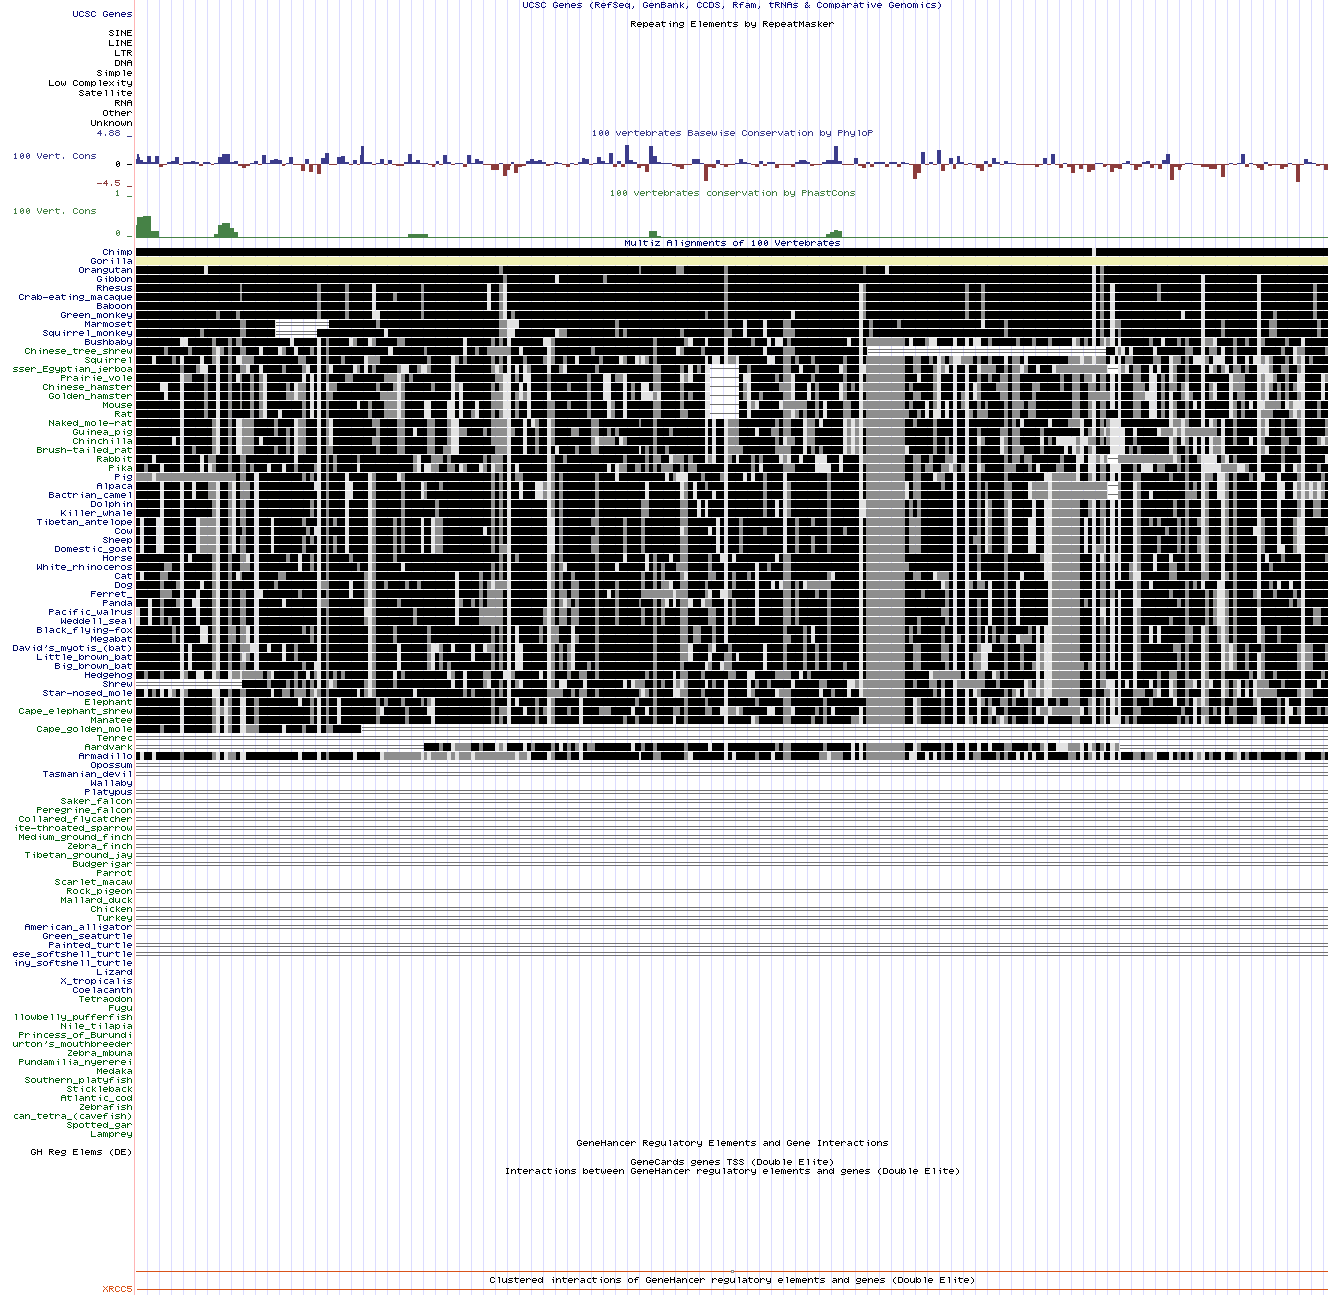 UCSC Genes (RefSeq, GenBank, CCDS, Rfam, tRNAs & Comparative Genomics)
UCSC Genes
Repeating Elements by RepeatMasker
SINE
LINE
LTR
DNA
Simple
Low Complexity
Satellite
RNA
Other
Unknown
100 vertebrates Basewise Conservation by PhyloP
4.88 _
100 Vert. Cons
0 -
-4.5 _
100 vertebrates conservation by PhastCons
1 _
100 Vert. Cons
0 _
Multiz Alignments of 100 Vertebrates
Chimp
Gorilla
Orangutan
Gibbon
Rhesus
Crab-eating_macaque
Baboon
Green_monkey
Marmoset
Squirrel_monkey
Bushbaby
Chinese_tree_shrew
Squirrel
sser_Egyptian_jerboa
Prairie_vole
Chinese_hamster
Golden_hamster
Mouse
Rat
Naked_mole-rat
Guinea_pig
Chinchilla
Brush-tailed_rat
Rabbit
Pika
Pig
Alpaca
Bactrian_camel
Dolphin
Killer_whale
Tibetan_antelope
Cow
Sheep
Domestic_goat
Horse
White_rhinoceros
Cat
Dog
Ferret_
Panda
Pacific_walrus
Weddell_seal
Black_flying-fox
Megabat
David's_myotis_(bat)
Little_brown_bat
Big_brown_bat
Hedgehog
Shrew
Star-nosed_mole
Elephant
Cape_elephant_shrew
Manatee
Cape_golden_mole
Tenrec
Aardvark
Armadillo
Opossum
Tasmanian_devil
Wallaby
Platypus
Saker_falcon
Peregrine_falcon
Collared_flycatcher
ite-throated_sparrow
Medium_ground_finch
Zebra_finch
Tibetan_ground_jay
Budgerigar
Parrot
Scarlet_macaw
Rock_pigeon
Mallard_duck
Chicken
Turkey
American_alligator
Green_seaturtle
Painted_turtle
ese_softshell_turtle
iny_softshell_turtle
Lizard
X_tropicalis
Coelacanth
Tetraodon
Fugu
llowbelly_pufferfish
Nile_tilapia
Princess_of_Burundi
urton's_mouthbreeder
Zebra_mbuna
Pundamilia_nyererei
Medaka
Southern_platyfish
Stickleback
Atlantic_cod
Zebrafish
can_tetra_(cavefish)
Spotted_gar
Lamprey
GeneHancer Regulatory Elements and Gene Interactions
GH Reg Elems (DE)
GeneCards genes TSS (Double Elite)
Interactions between GeneHancer regulatory elements and genes (Double Elite)
Clustered interactions of GeneHancer regulatory elements and genes (Double Elite)
XRCC5